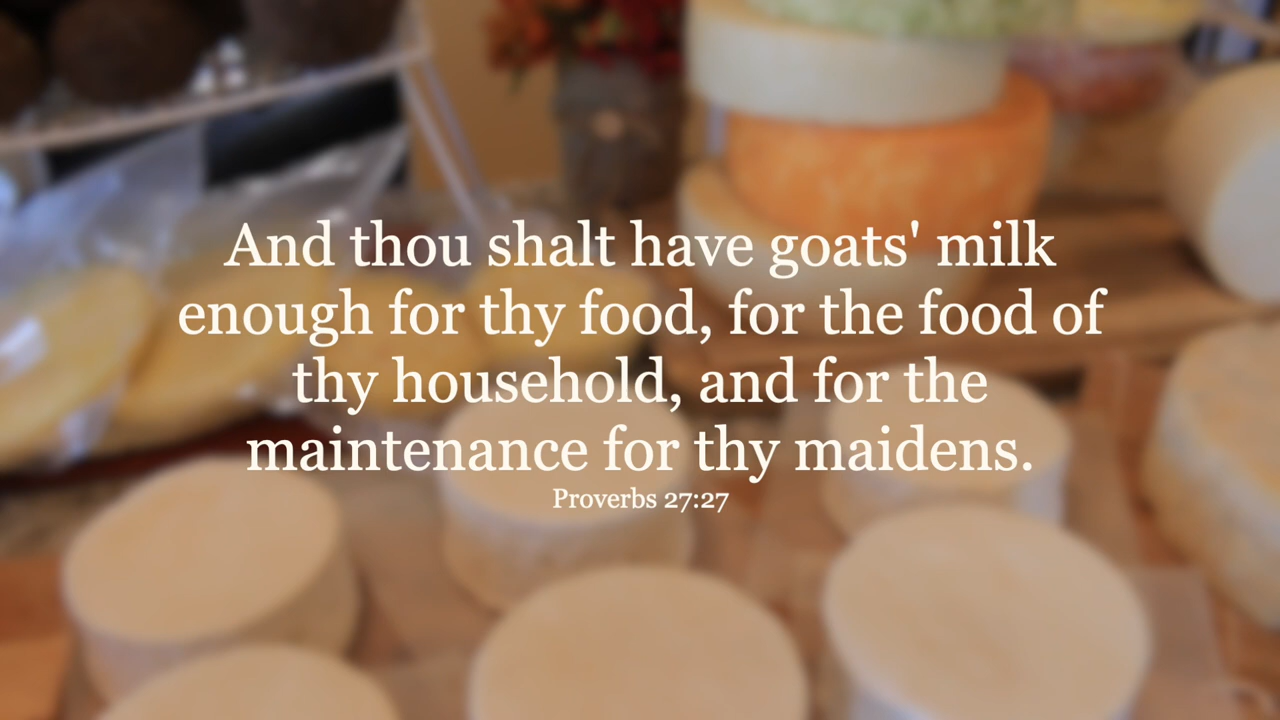 And thou shalt have goats' milk
enough for thy food, for the food of
thy household, and for the
maintenance for thy maidens.
Proverbs 27:27